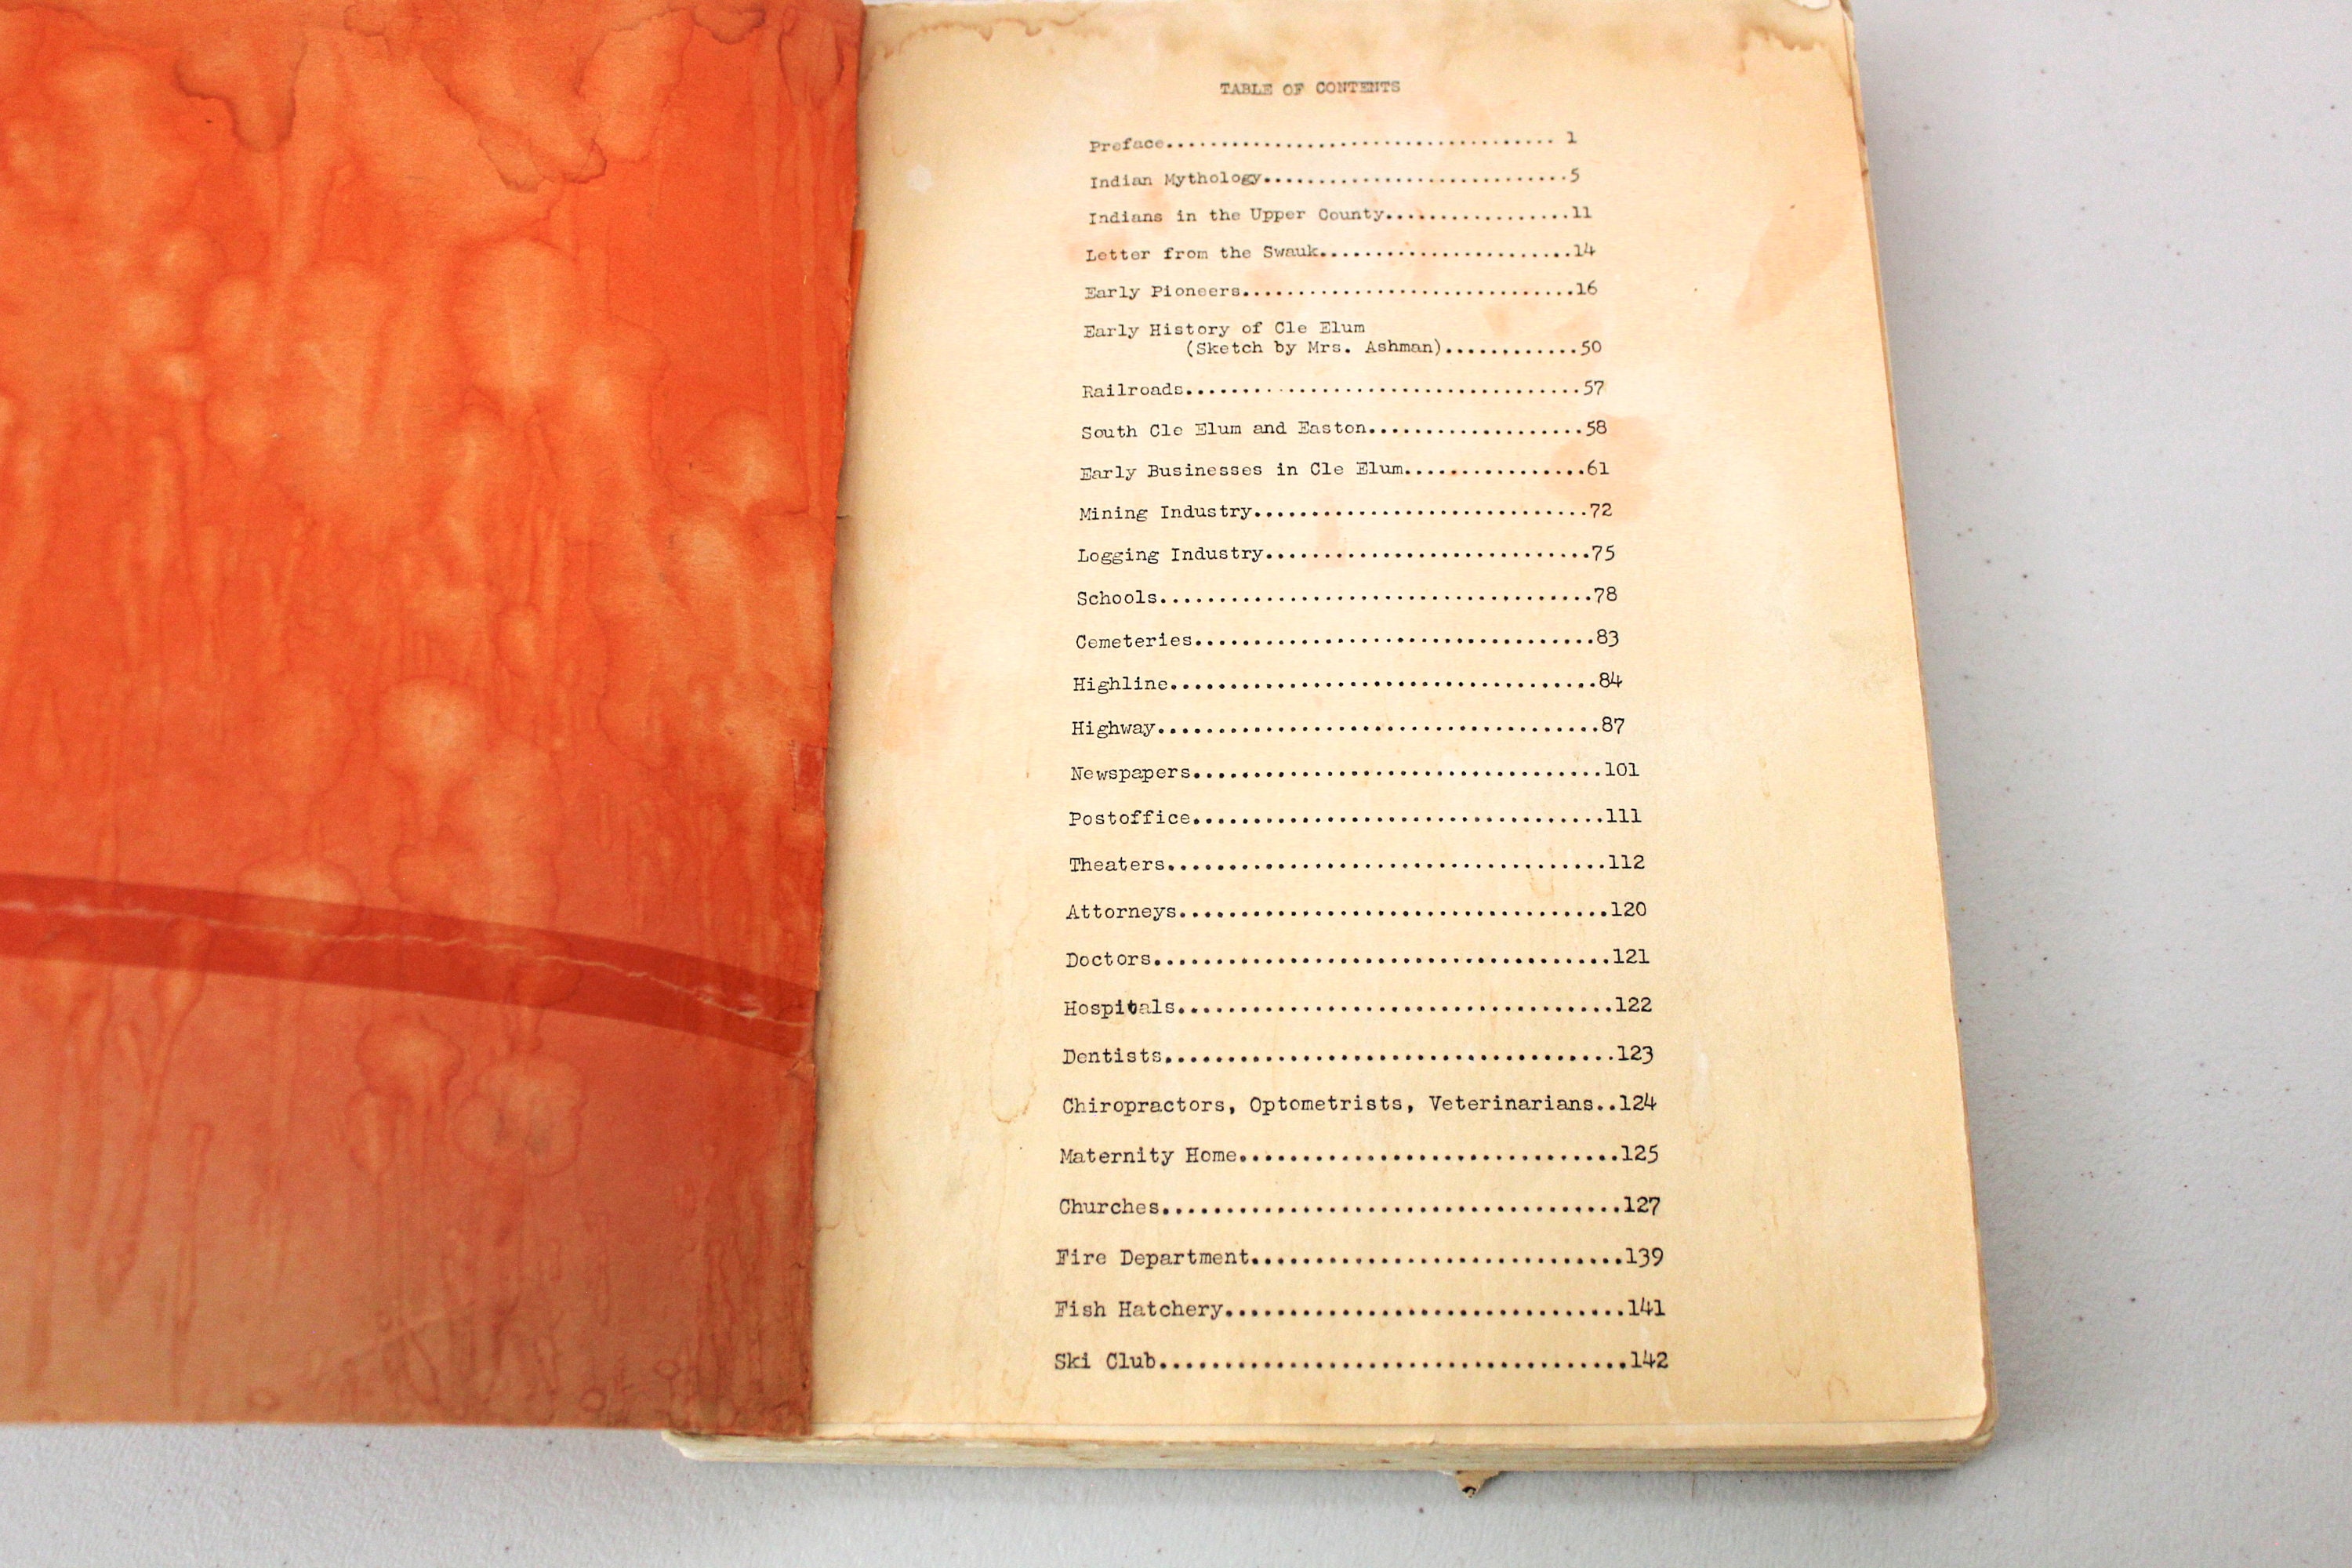 TABLE OF CONTENTS
Preface.................................... 1
Indian Mythology............................5
Indians in the Upper County.................11
Letter from the Swauk.......................14
Early Pioneers..............................16
Early History of Cle Elum
(Sketch by Mrs. Ashman)............50
Railroads...................................57
South Cle Elum and Easton...................58
Early Businesses in Cle Elum................61
Mining Industry.............................72
Logging Industry............................75
Schools.....................................78
Cemeteries..................................83
Highline....................................84
Highway.....................................87
Newspapers..................................101
Postoffice..................................111
Theaters....................................112
Attorneys...................................120
Doctors.....................................121
Hospitals...................................122
Dentists....................................123
Chiropractors, Optometrists, Veterinarians..124
Maternity Home..............................125
Churches....................................127
Fire Department.............................139
Fish Hatchery...............................141
Ski Club....................................142